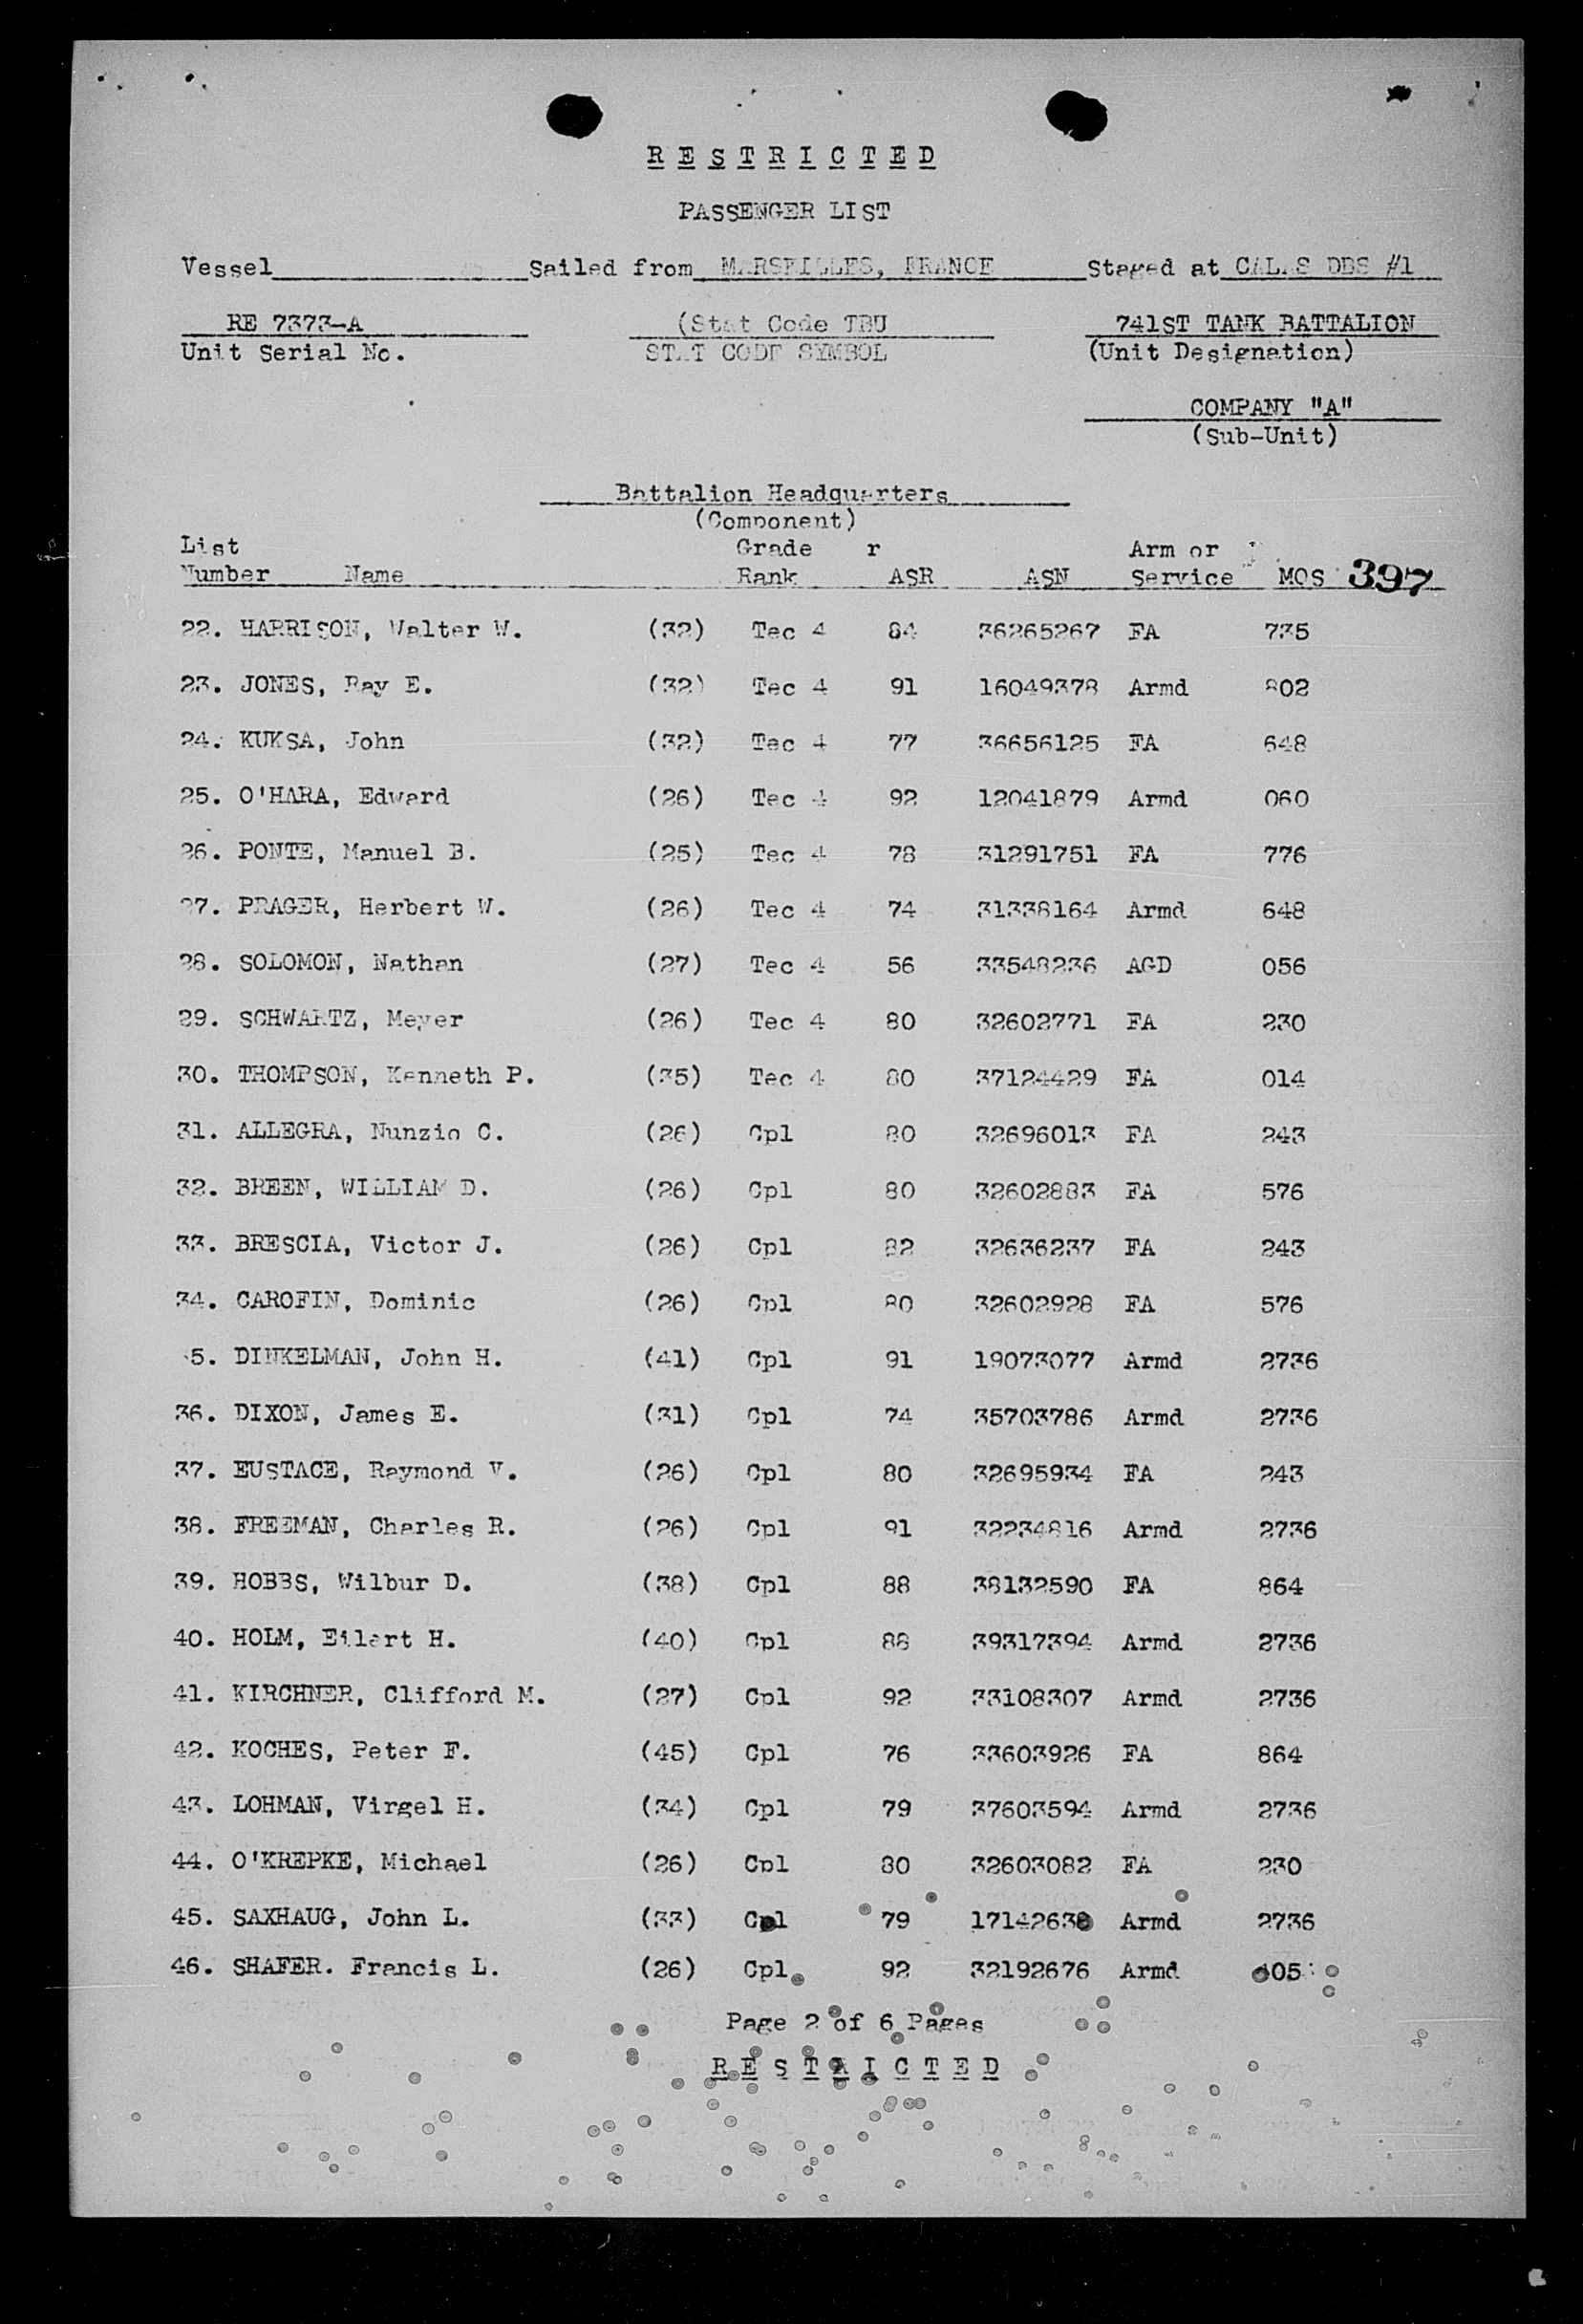 R E S T R I C T E D
PASSENGER LIST
Vessel Sailed from MARSEILLES, FRANCE Staged at CALAS DBS #1
RE 7373-A (Stat Code TBU 741ST TANK BATTALION
Unit Serial No. STAT CODE SYMBOL (Unit Designation)
COMPANY "A"
(Sub-Unit)
Battalion Headquarters
(Component)
List Grade r Arm or
Number Name Rank ASR ASN Service MOS 397
22. HARRISON, Walter W. (32) Tec 4 84 36265267 FA 735
23. JONES, Ray E. (32) Tec 4 91 16049378 Armd 802
24. KUKSA, John (32) Tec 4 77 36656125 FA 648
25. O'HARA, Edward (26) Tec 4 92 12041879 Armd 060
26. PONTE, Manuel B. (25) Tec 4 78 31291751 FA 776
27. PRAGER, Herbert W. (26) Tec 4 74 31338164 Armd 648
28. SOLOMON, Nathan (27) Tec 4 56 33548236 AGD 056
29. SCHWARTZ, Meyer (26) Tec 4 80 32602771 FA 230
30. THOMPSON, Kenneth P. (35) Tec 4 80 37124429 FA 014
31. ALLEGRA, Nunzio C. (26) Cpl 80 32696013 FA 243
32. BREEN, WILLIAM D. (26) Cpl 80 32602883 FA 576
33. BRESCIA, Victor J. (26) Cpl 82 32636237 FA 243
34. CAROFIN, Dominic (26) Cpl 80 32602928 FA 576
5. DINKELMAN, John H. (41) Cpl 91 19073077 Armd 2736
36. DIXON, James E. (31) Cpl 74 35703786 Armd 2736
37. EUSTACE, Raymond V. (26) Cpl 80 32695934 FA 243
38. FREEMAN, Charles R. (26) Cpl 91 32234816 Armd 2736
39. HOBBS, Wilbur D. (38) Cpl 88 38132590 FA 864
40. HOLM, Eilert H. (40) Cpl 88 39317394 Armd 2736
41. KIRCHNER, Clifford M. (27) Cpl 92 33108307 Armd 2736
42. KOCHES, Peter F. (45) Cpl 76 33603926 FA 864
43. LOHMAN, Virgel H. (34) Cpl 79 37603594 Armd 2736
44. O'KREPKE, Michael (26) Cpl 80 32603082 FA 230
45. SAXHAUG, John L. (33) Cpl 79 17142638 Armd 2736
46. SHAFER. Francis L. (26) Cpl 92 32192676 Armd 405
Page 2 of 6 Pages
R E S T R I C T E D